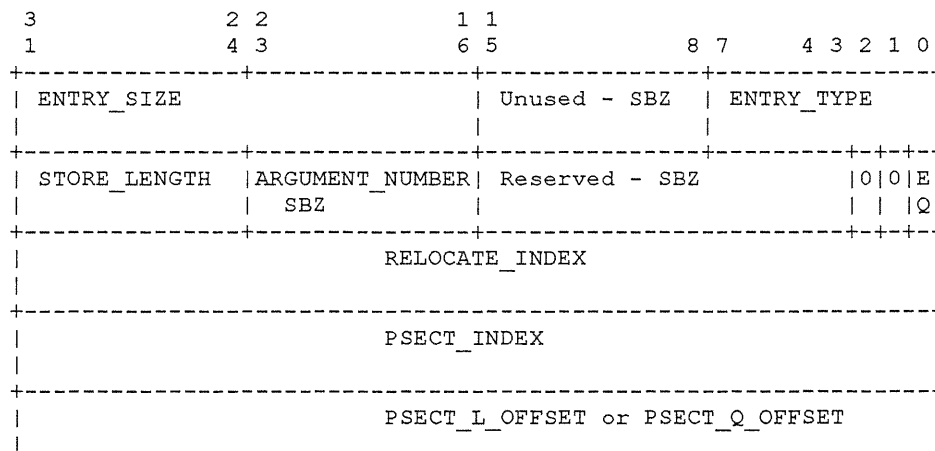 3 2 2 1 1
1 4 3 6 5 8 7 4 3 2 1 0
ENTRY_SIZE Unused - SBZ ENTRY_TYPE
STORE_LENGTH ARGUMENT_NUMBER Reserved - SBZ 0 0 E
SBZ Q
RELOCATE_INDEX
PSECT_INDEX
PSECT_L_OFFSET or PSECT_Q_OFFSET